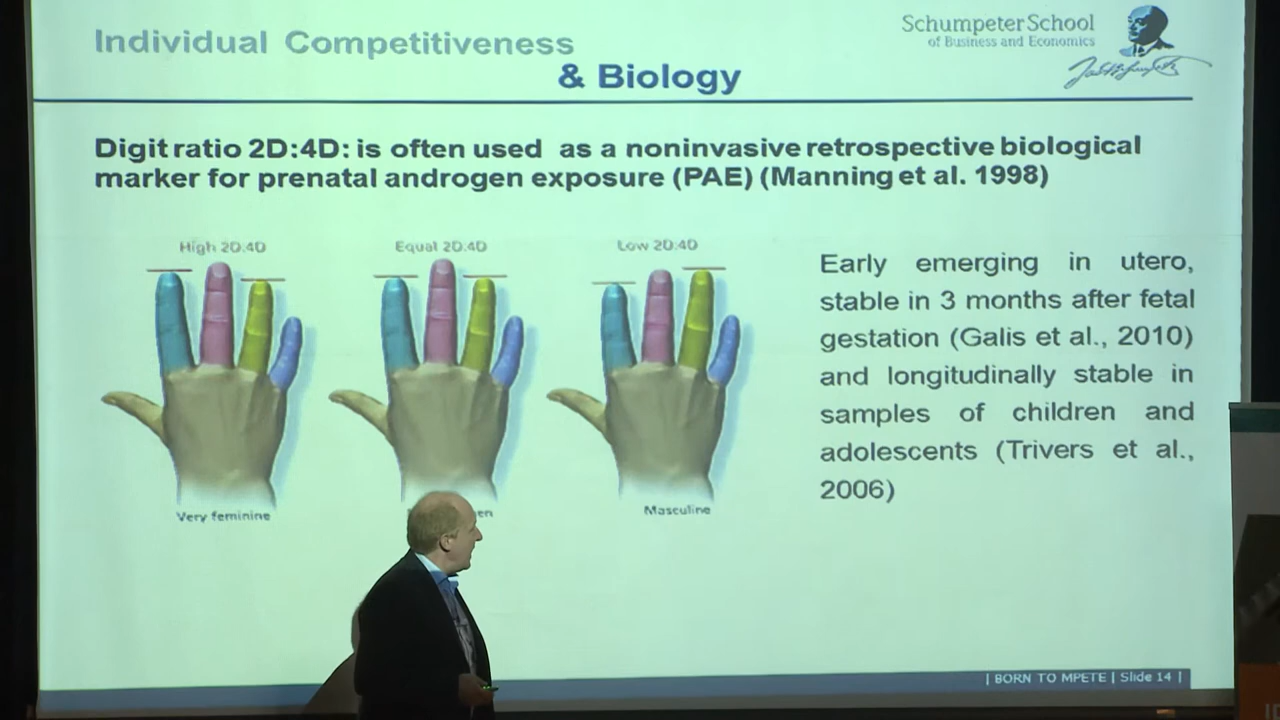 Individual Competitiveness
& Biology
Schumpeter School
of Business and Economics
Digit ratio 2D:4D: is often used as a noninvasive retrospective biological
marker for prenatal androgen exposure (PAE) (Manning et al. 1998)
High 2D:4D
Equal 2D:4D
Low 2D:4D
Very feminine
en
Masculine
Early emerging in utero,
stable in 3 months after fetal
gestation (Galis et al., 2010)
and longitudinally stable in
samples of children and
adolescents (Trivers et al.,
2006)
| BORN TO MPETE | Slide 14 |